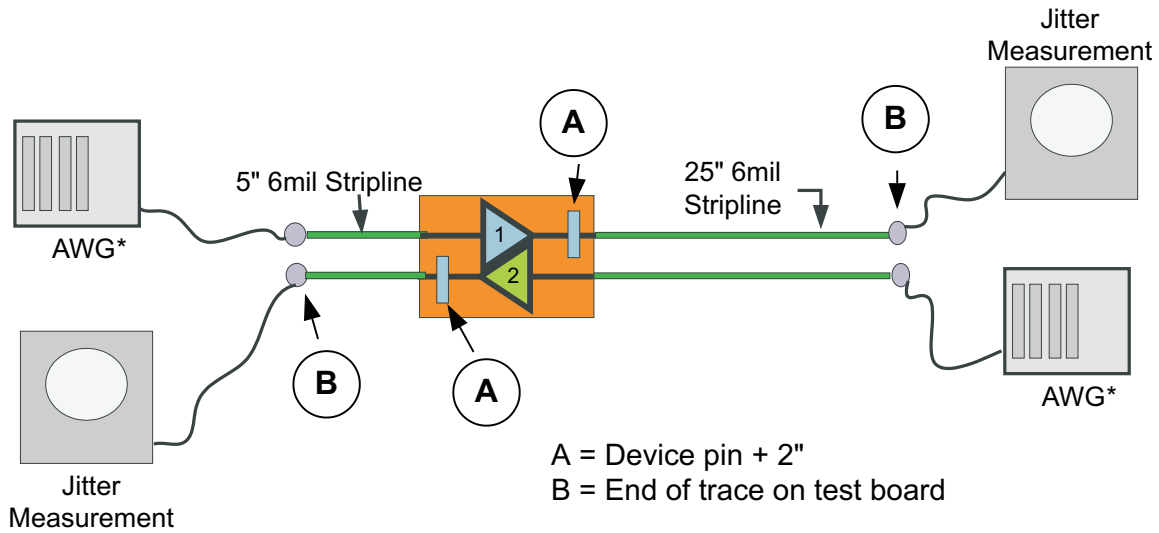 Jitter
Measurement
A
B
5" 6mil Stripline
25" 6mil
Stripline
AWG*
1
2
B
A
AWG*
A = Device pin + 2"
B = End of trace on test board
Jitter
Measurement